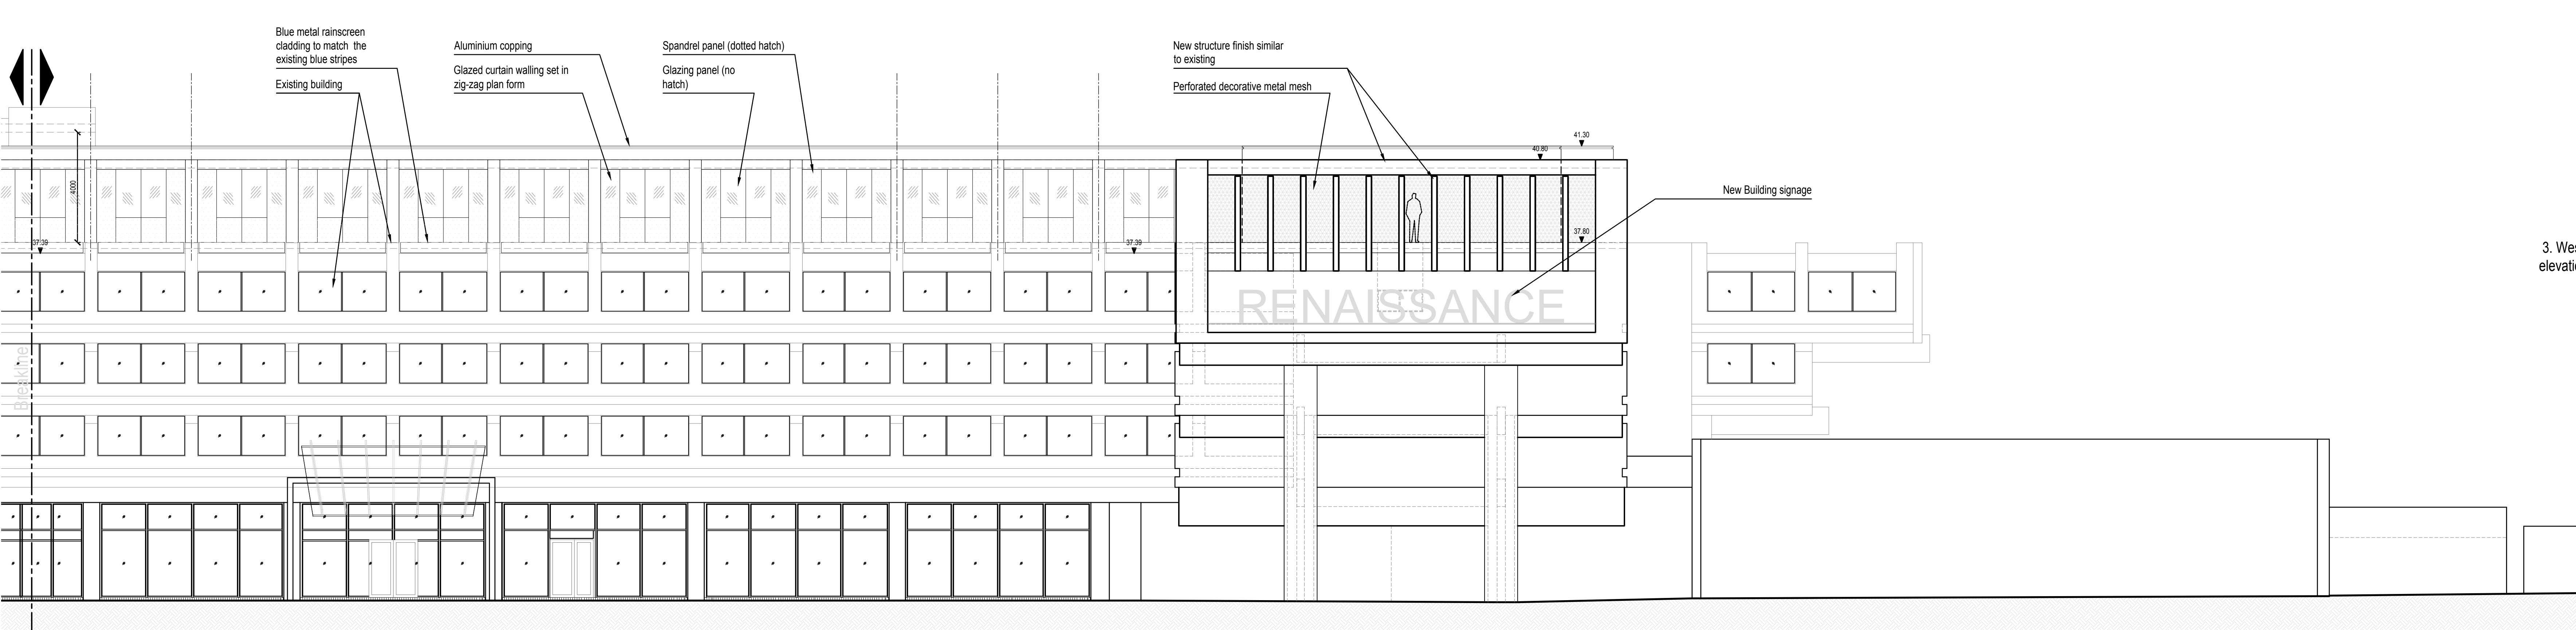 Blue metal rainscreen
cladding to match the
existing blue stripes
Existing building
Aluminium copping
Glazed curtain walling set in
zig-zag plan form
Spandrel panel (dotted hatch)
Glazing panel (no
hatch)
New structure finish similar
to existing
Perforated decorative metal mesh
41.30
40.80
New Building signage
4000
37.39
37.39
37.80
3. Wes
elevati
RENAISSANCE
Breakline